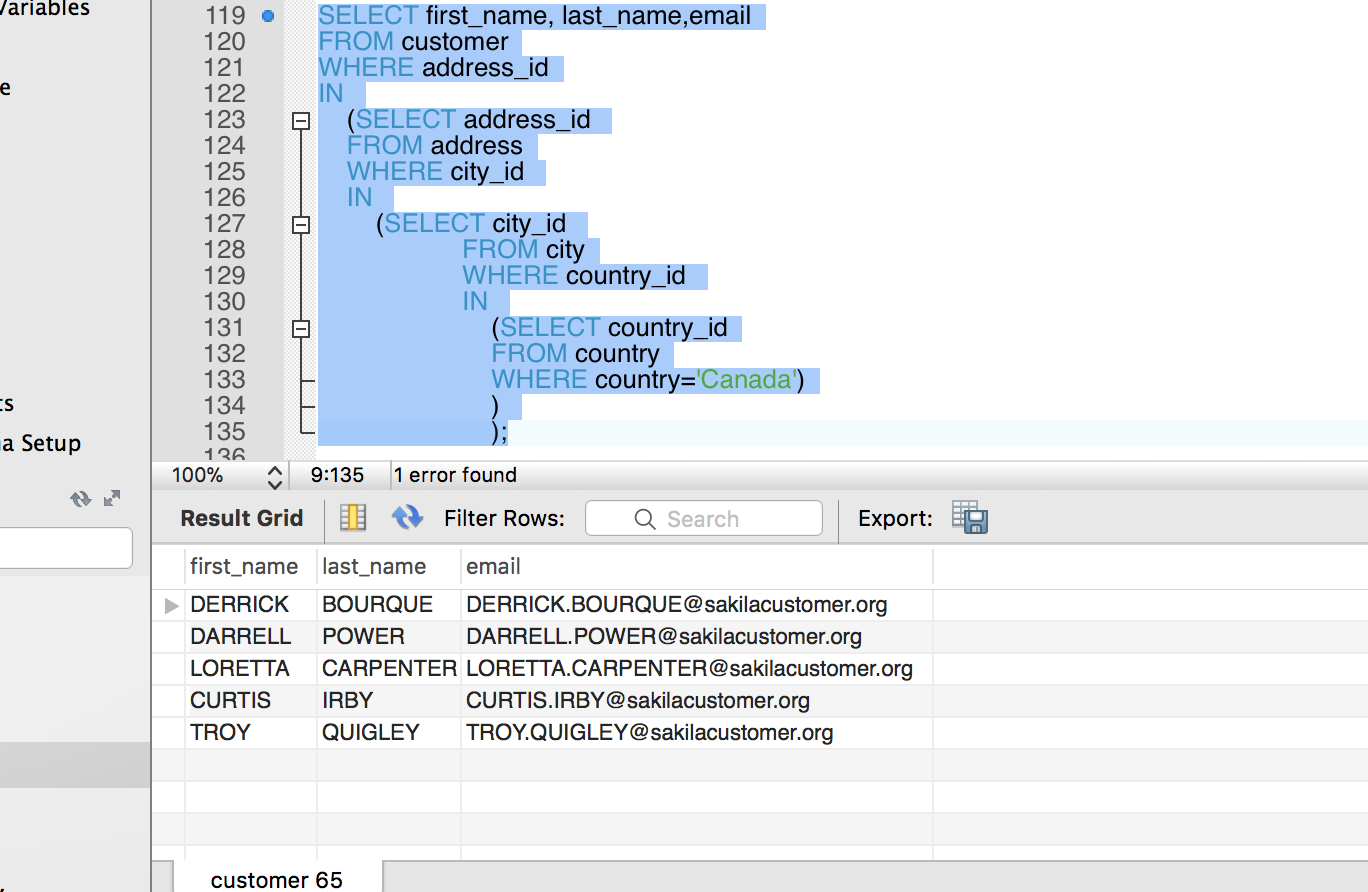 Variables
e
ts
na Setup
119 SELECT first_name, last_name,email
120 FROM customer
121 WHERE address_id
122 IN
123 (SELECT address_id
124 FROM address
125 WHERE city_id
126 IN
127 (SELECT city_id
128 FROM city
129 WHERE country_id
130 IN
131 (SELECT country_id
132 FROM country
133 WHERE country='Canada')
134 )
135 );
136
100% 9:135 1 error found
Result Grid Filter Rows: Search Export:
first_name last_name email
DERRICK BOURQUE DERRICK.BOURQUE@sakilacustomer.org
DARRELL POWER DARRELL.POWER@sakilacustomer.org
LORETTA CARPENTER LORETTA.CARPENTER@sakilacustomer.org
CURTIS IRBY CURTIS.IRBY@sakilacustomer.org
TROY QUIGLEY TROY.QUIGLEY@sakilacustomer.org
customer 65